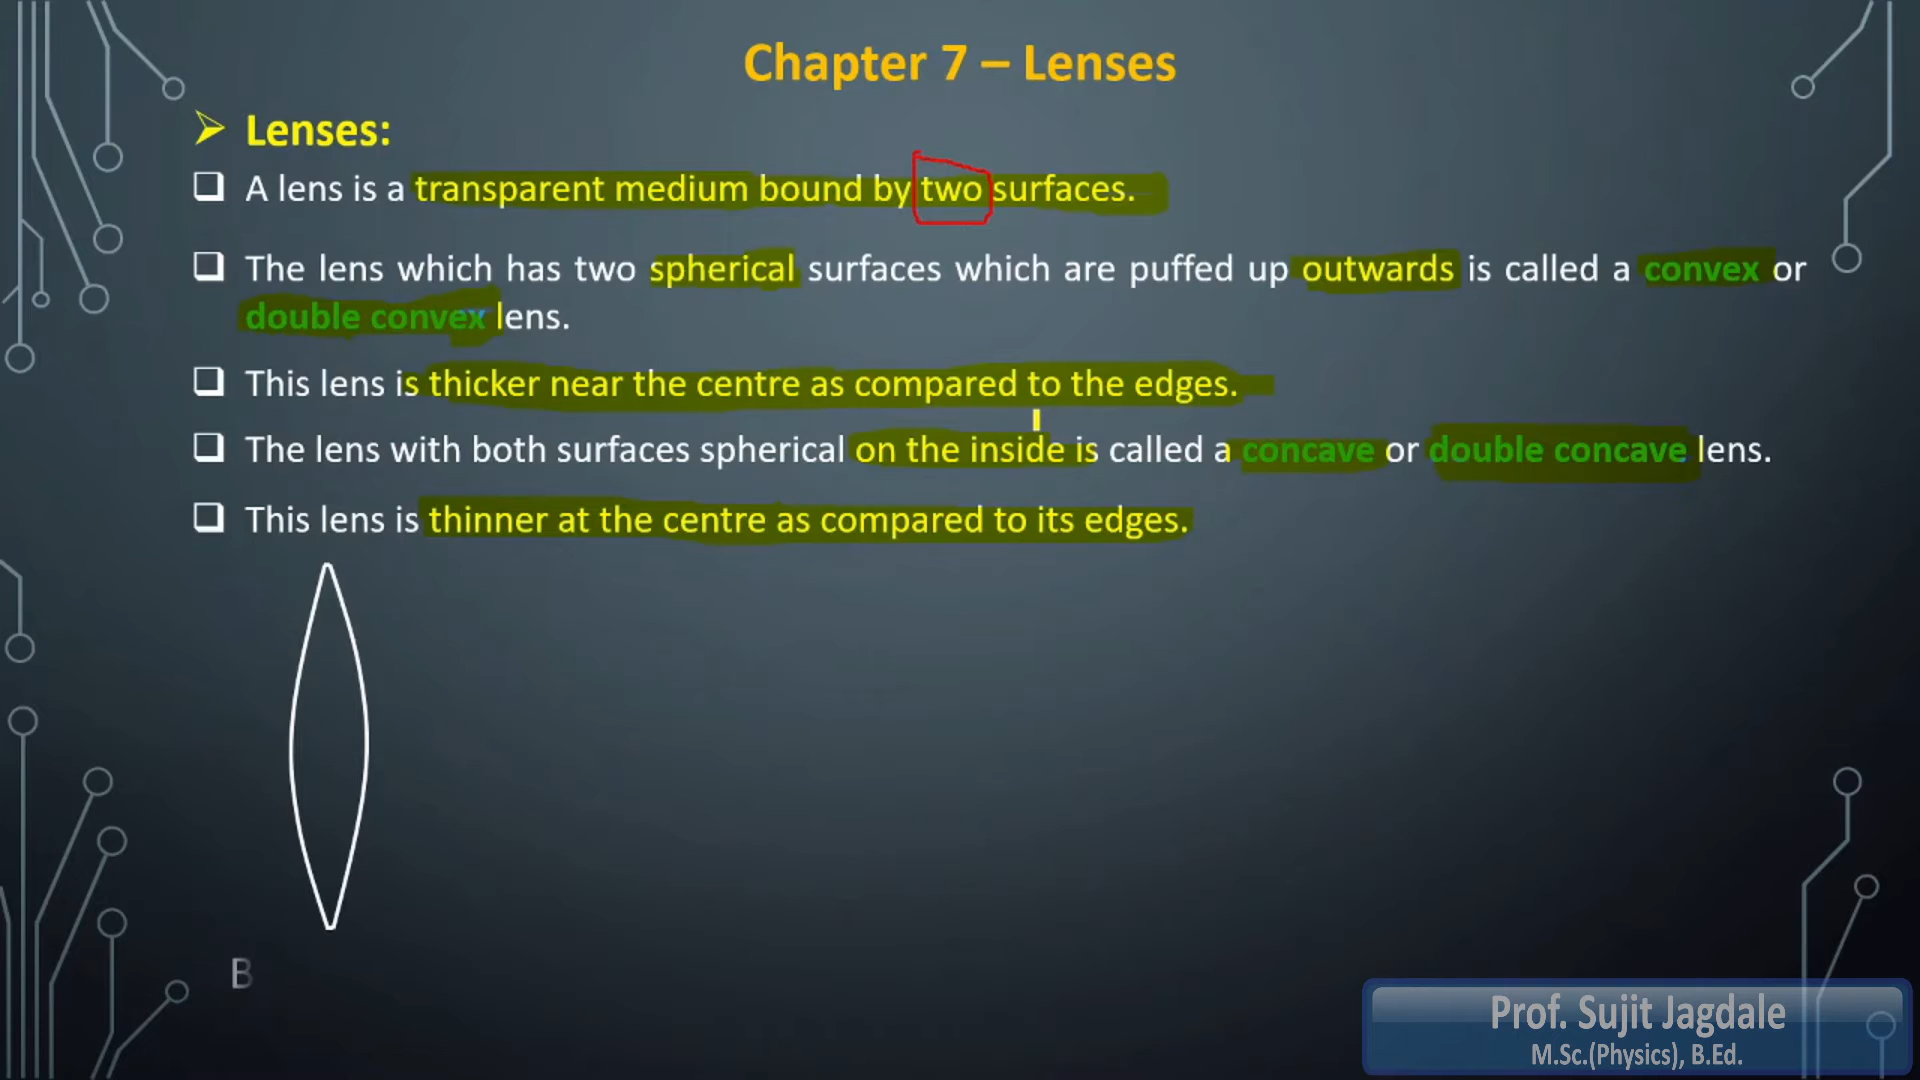 Chapter 7 – Lenses
Lenses:
A lens is a transparent medium bound by two surfaces.
The lens which has two spherical surfaces which are puffed up outwards is called a convex or
double convex lens.
This lens is thicker near the centre as compared to the edges.
The lens with both surfaces spherical on the inside is called a concave or double concave lens.
This lens is thinner at the centre as compared to its edges.
B
Prof. Sujit Jagdale
M.Sc.(Physics), B.Ed.